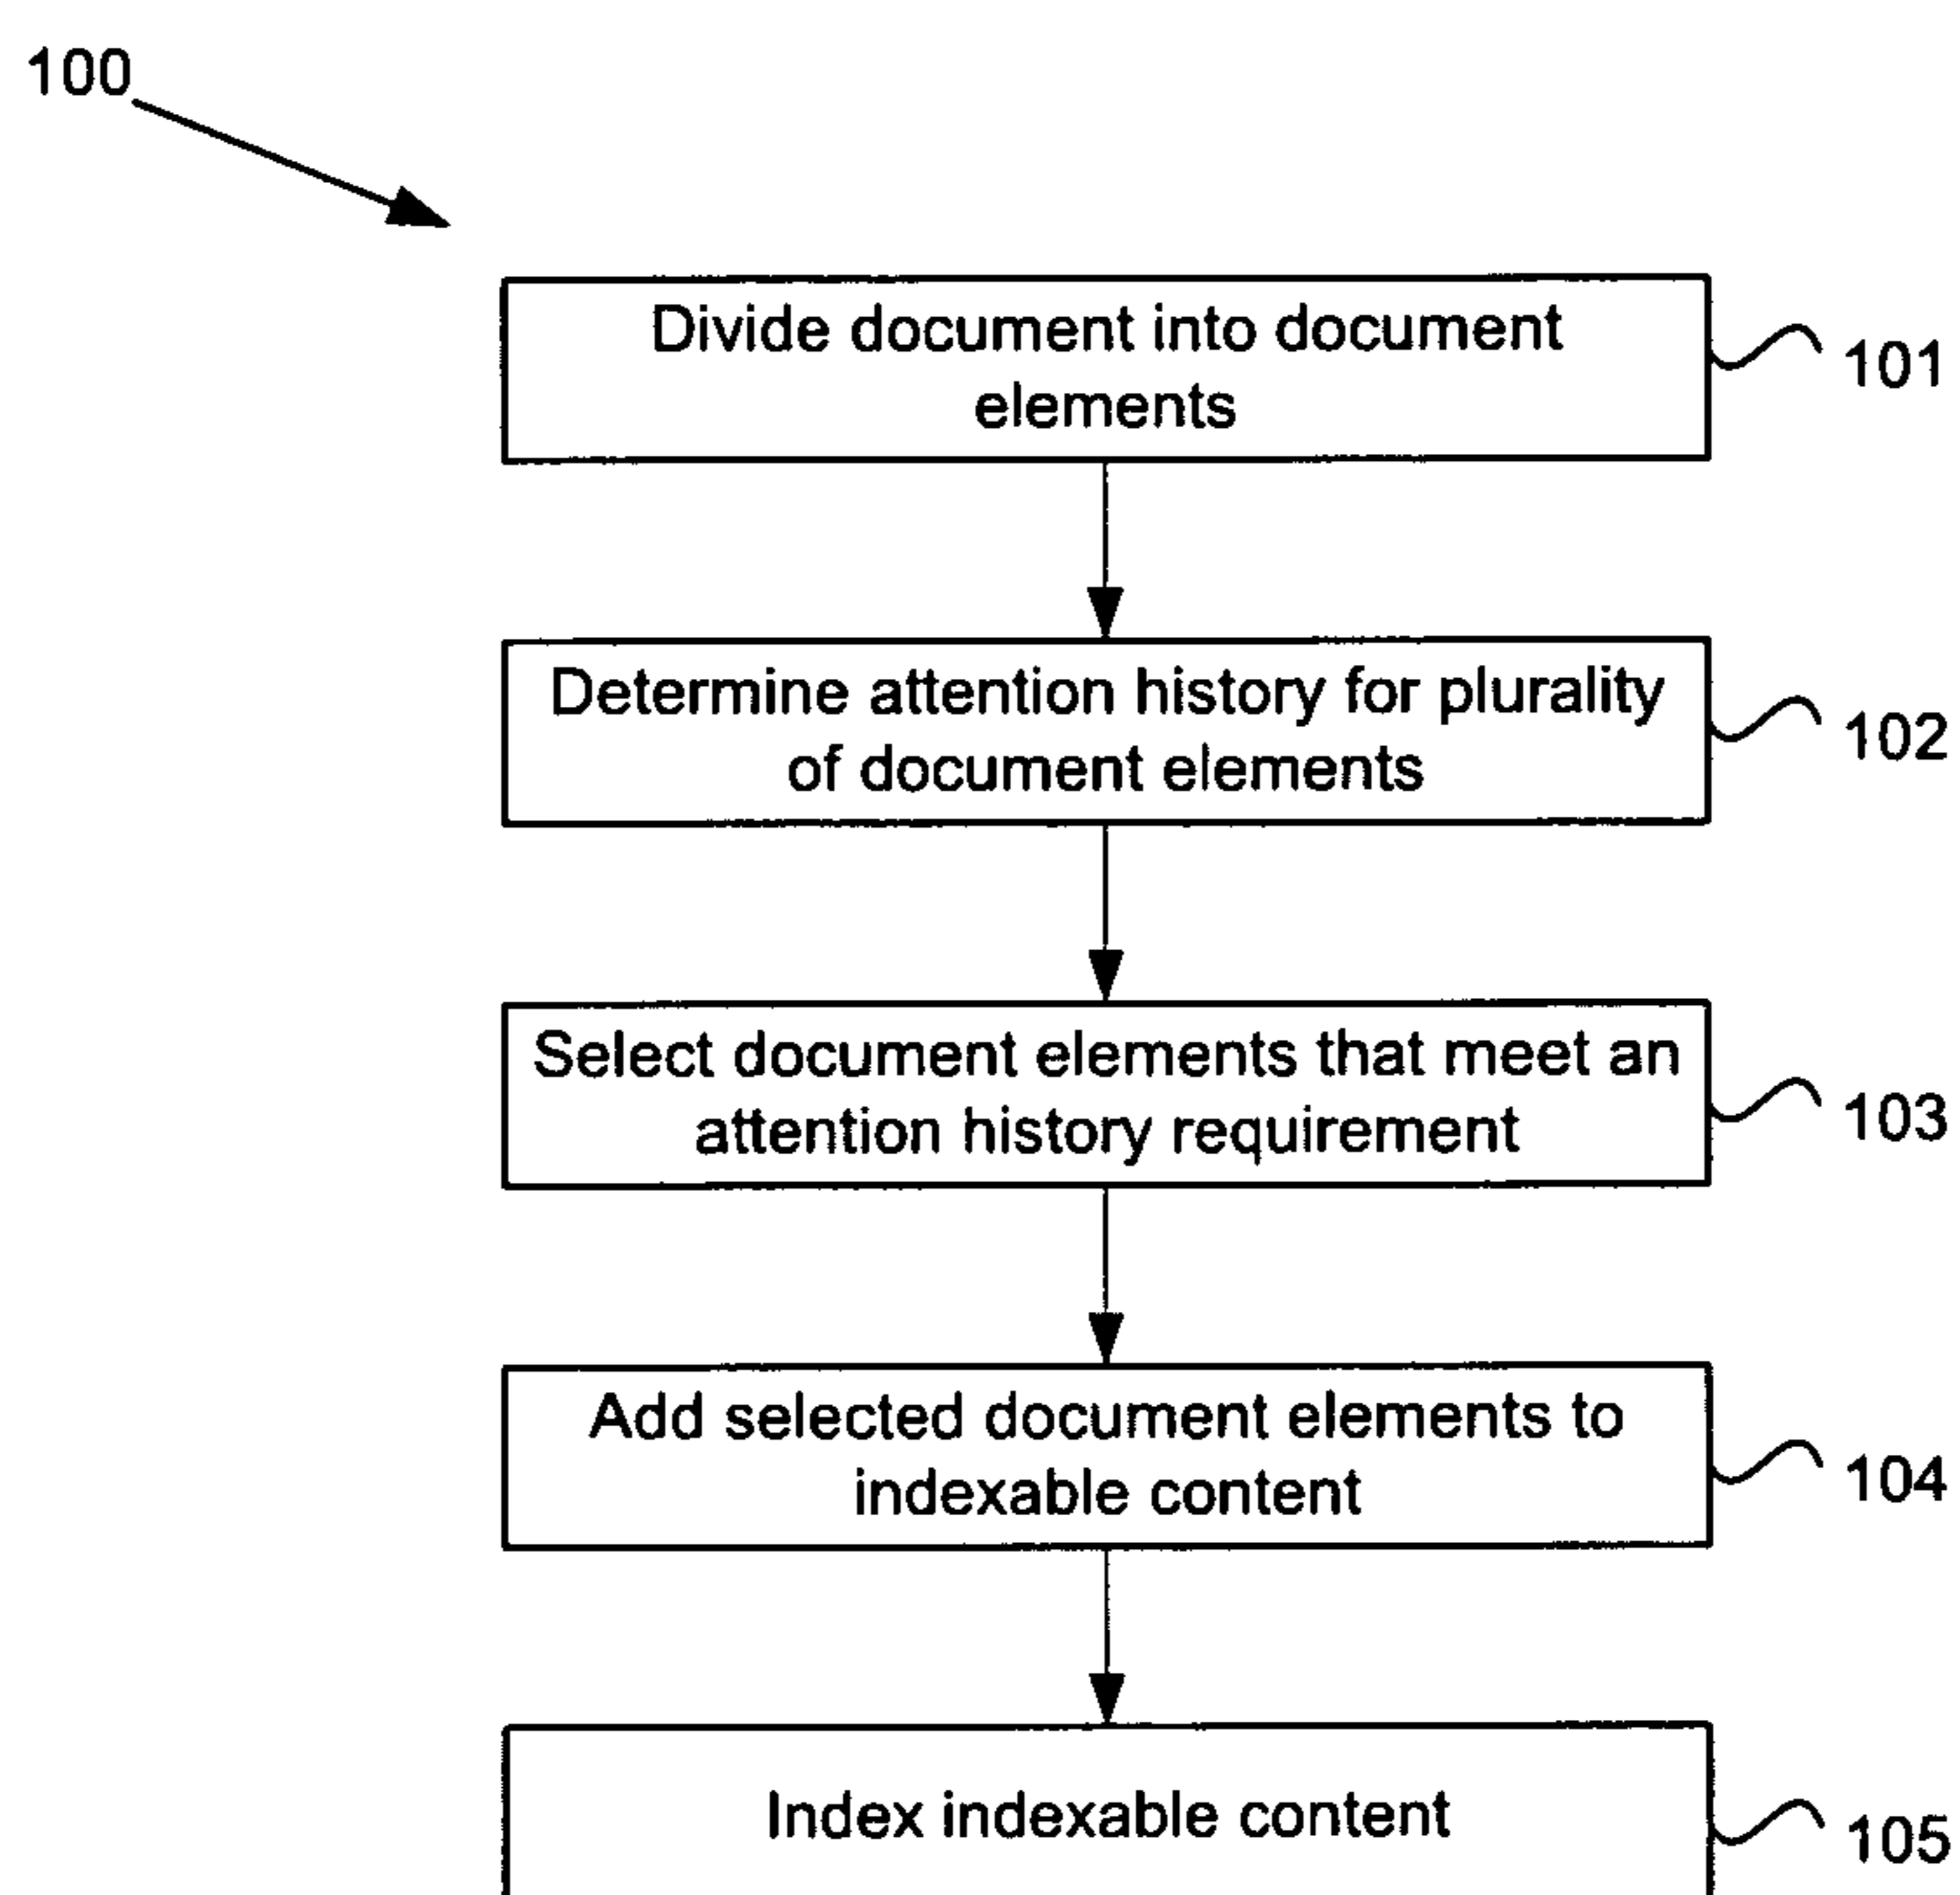 100
Divide document into document
elements
101
Determine attention history for plurality
of document elements
102
Select document elements that meet an
attention history requirement
103
Add selected document elements to
indexable content
104
Index indexable content
105